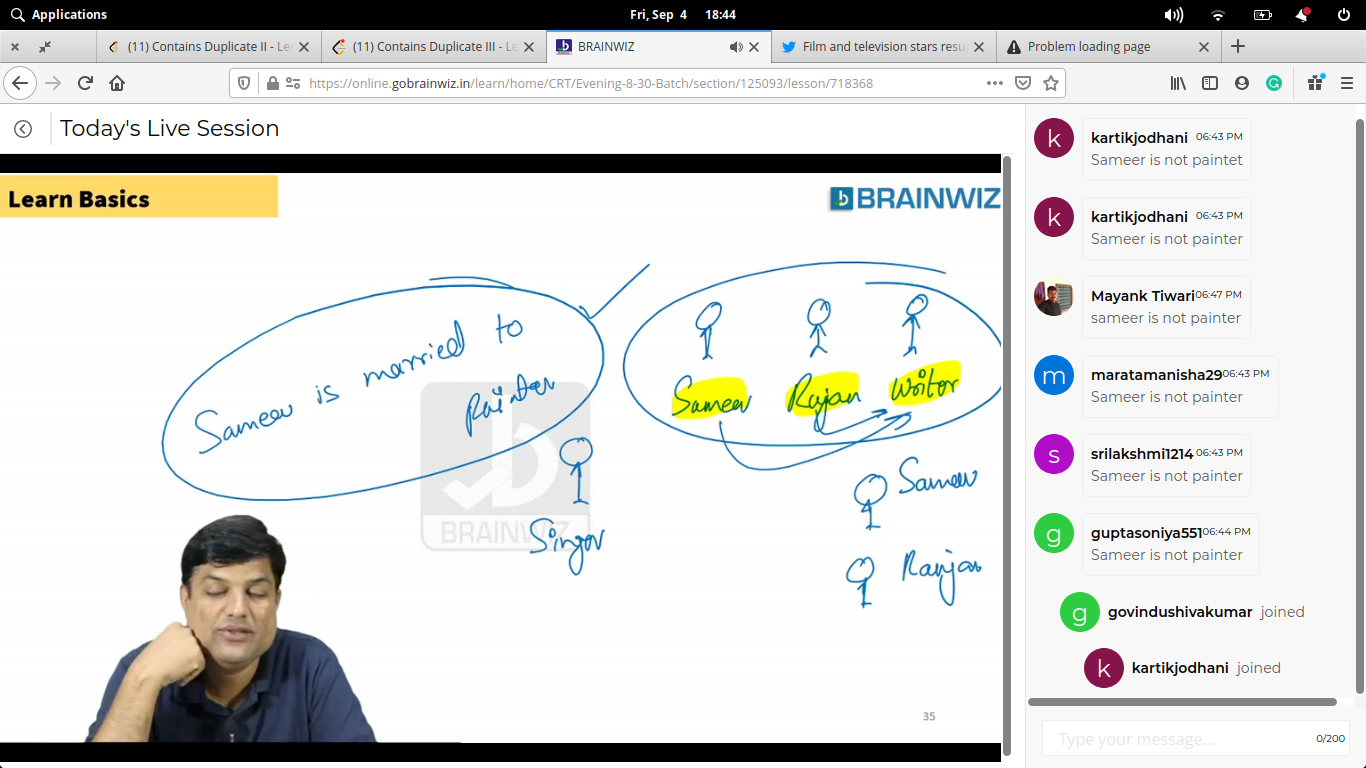 Applications
Fri, Sep 4 18:44
(11) Contains Duplicate II - Le
(11) Contains Duplicate III - Le
BRAINWIZ
Film and television stars resu
Problem loading page
https://online.gobrainwiz.in/learn/home/CRT/Evening-8-30-Batch/section/125093/lesson/718368
Today's Live Session
Learn Basics
BRAINWIZ
Sameer is married to
painter
Sameer Rajan Writer
BRAINWIZ
Singer
Sameer
Ranjan
35
k
kartikjodhani 06:43 PM
Sameer is not paintet
k
kartikjodhani 06:43 PM
Sameer is not painter
Mayank Tiwari 06:47 PM
sameer is not painter
m
maratamanisha29 06:43 PM
Sameer is not painter
s
srilakshmi1214 06:43 PM
Sameer is not painter
g
guptasoniya551 06:44 PM
Sameer is not painter
g
govindushivakumar joined
k
kartikjodhani joined
Type your message...
0/200